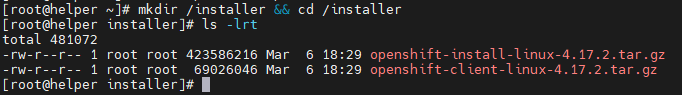 [root@helper ~]# mkdir /installer && cd /installer
[root@helper installer]# ls -lrt
total 481072
-rw-r--r-- 1 root root 423586216 Mar  6 18:29 openshift-install-linux-4.17.2.tar.gz
-rw-r--r-- 1 root root  69026046 Mar  6 18:29 openshift-client-linux-4.17.2.tar.gz
[root@helper installer]#